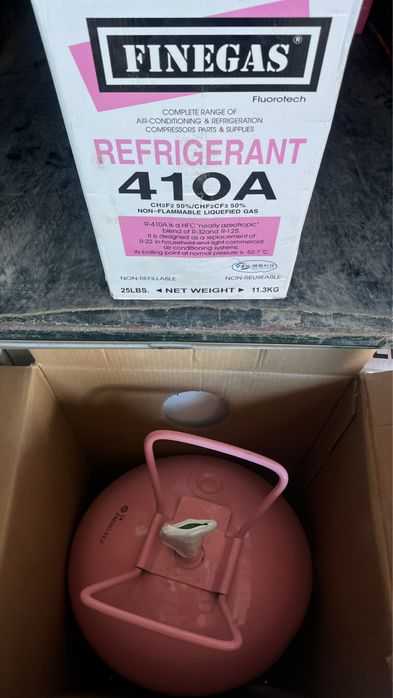 FINEGAS®
Fluorotech
COMPLETE RANGE OF
AIR-CONDITIONING & REFRIGERATION
COMPRESSORS PARTS & SUPPLIES
REFRIGERANT
410A
CH2F2 50%/CHF2CF3 50%
NON-FLAMMABLE LIQUEFIED GAS
R-410A is a HFC "nearly azeotropic"
blend of R-32and R-125.
It is designed as a replacement of
R-22 in household and light commercial
air conditioning systems.
Its boiling point at normal pressure is -52.7 °C
NON-REFILLABLE
NON-REUSEABLE
25LBS. ◄ NET WEIGHT ► 11.3KG